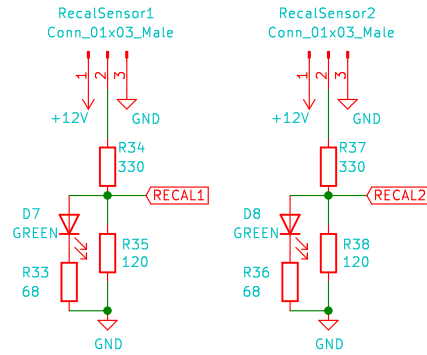 RecalSensor1
Conn_01x03_Male
1
2
3
+12V
GND
R34
330
RECAL1
D7
GREEN
R35
120
R33
68
GND
RecalSensor2
Conn_01x03_Male
1
2
3
+12V
GND
R37
330
RECAL2
D8
GREEN
R38
120
R36
68
GND